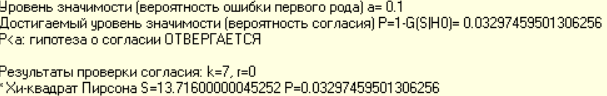 Уровень значимости (вероятность ошибки первого рода) a= 0.1
Достигаемый уровень значимости (вероятность согласия) P=1-G(S|H0)= 0.03297459501306256
P<a: гипотеза о согласии ОТВЕРГАЕТСЯ
Результаты проверки согласия: k=7, r=0
* Хи-квадрат Пирсона S=13.71600000045252 P=0.03297459501306256